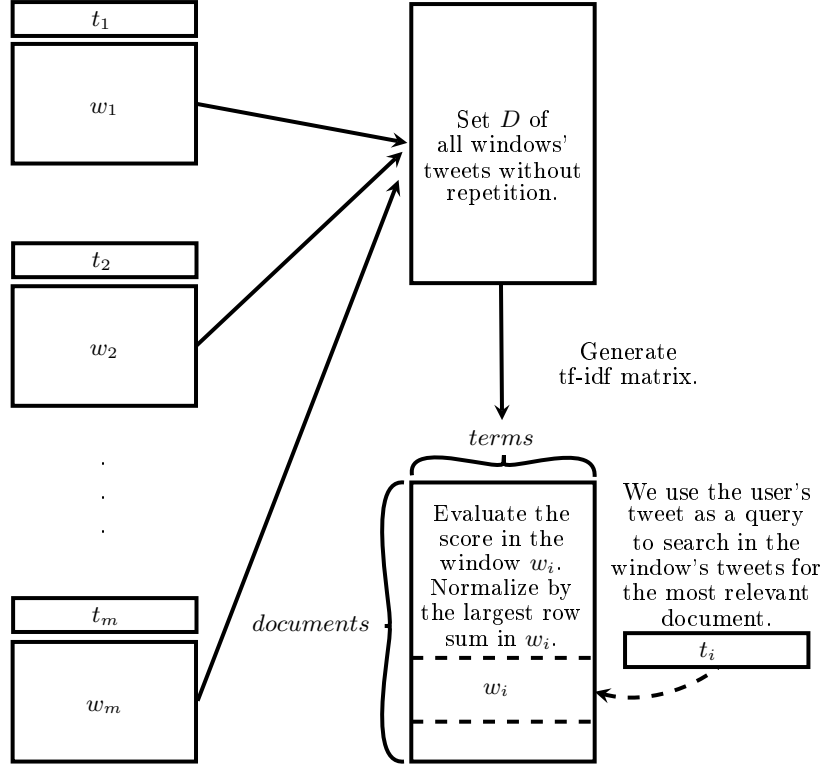 t₁
w₁
Set D of
all windows'
tweets without
repetition.
t₂
w₂
Generate
tf-idf matrix.
.
.
.
terms
documents
Evaluate the
score in the
window wᵢ.
Normalize by
the largest row
sum in wᵢ.
wᵢ
We use the user's
tweet as a query
to search in the
window's tweets for
the most relevant
document.
tᵢ
tₘ
wₘ